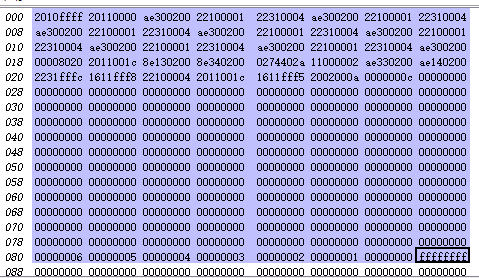 000 2010ffff 20110000 ae300200 22100001 22310004 ae300200 22100001 22310004
008 ae300200 22100001 22310004 ae300200 22100001 22310004 ae300200 22100001
010 22310004 ae300200 22100001 22310004 ae300200 22100001 22310004 ae300200
018 00008020 2011001c 8e130200 8e340200 0274402a 11000002 ae330200 ae140200
020 2231fffc 1611fff8 22100004 2011001c 1611fff5 2002000a 0000000c 00000000
028 00000000 00000000 00000000 00000000 00000000 00000000 00000000 00000000
030 00000000 00000000 00000000 00000000 00000000 00000000 00000000 00000000
038 00000000 00000000 00000000 00000000 00000000 00000000 00000000 00000000
040 00000000 00000000 00000000 00000000 00000000 00000000 00000000 00000000
048 00000000 00000000 00000000 00000000 00000000 00000000 00000000 00000000
050 00000000 00000000 00000000 00000000 00000000 00000000 00000000 00000000
058 00000000 00000000 00000000 00000000 00000000 00000000 00000000 00000000
060 00000000 00000000 00000000 00000000 00000000 00000000 00000000 00000000
068 00000000 00000000 00000000 00000000 00000000 00000000 00000000 00000000
070 00000000 00000000 00000000 00000000 00000000 00000000 00000000 00000000
078 00000000 00000000 00000000 00000000 00000000 00000000 00000000 00000000
080 00000006 00000005 00000004 00000003 00000002 00000001 00000000 ffffffff
088 00000000 00000000 00000000 00000000 00000000 00000000 00000000 00000000